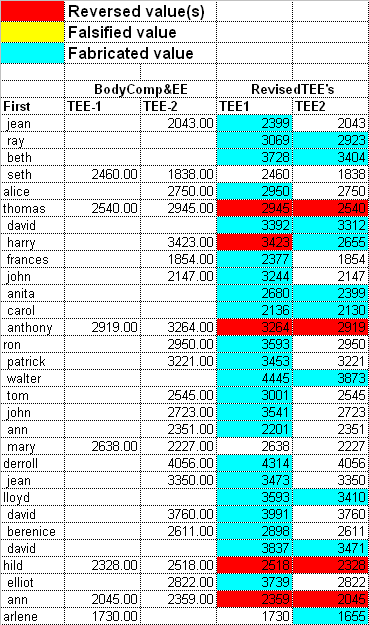 Reversed value(s)
Falsified value
Fabricated value
BodyComp&EE RevisedTEE's
First TEE-1 TEE-2 TEE1 TEE2
jean 2043.00 2399 2043
ray 3069 2923
beth 3728 3404
seth 2460.00 1838.00 2460 1838
alice 2750.00 2950 2750
thomas 2540.00 2945.00 2945 2540
david 3392 3312
harry 3423.00 3423 2655
frances 1854.00 2377 1854
john 2147.00 3244 2147
anita 2680 2399
carol 2136 2130
anthony 2919.00 3264.00 3264 2919
ron 2950.00 3593 2950
patrick 3221.00 3453 3221
walter 4445 3873
tom 2545.00 3001 2545
john 2723.00 3541 2723
ann 2351.00 2201 2351
mary 2638.00 2227.00 2638 2227
derroll 4056.00 4314 4056
jean 3350.00 3473 3350
lloyd 3593 3410
david 3760.00 3991 3760
berenice 2611.00 2898 2611
david 3837 3471
hild 2328.00 2518.00 2518 2328
elliot 2822.00 3739 2822
ann 2045.00 2359.00 2359 2045
arlene 1730.00 1730 1655